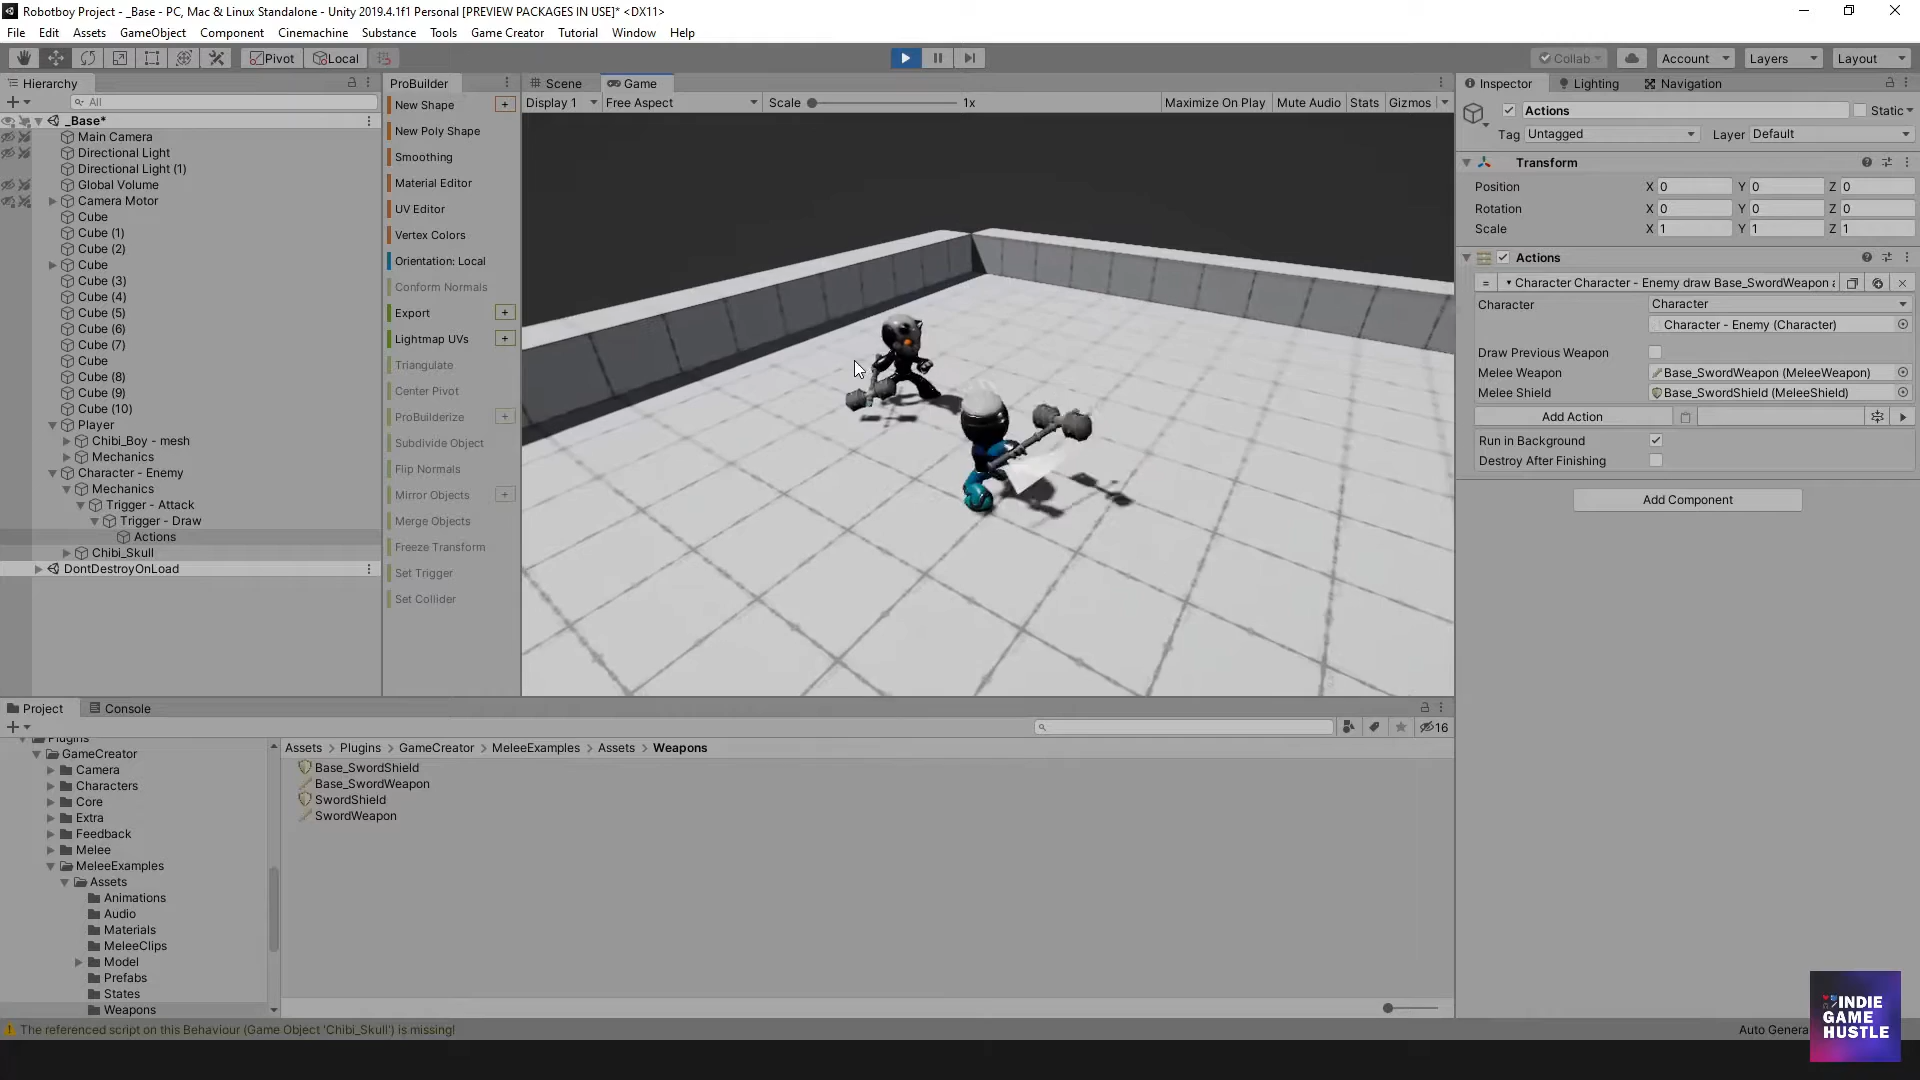 Robotboy Project - _Base - PC, Mac & Linux Standalone - Unity 2019.4.1f1 Personal [PREVIEW PACKAGES IN USE]* <DX11>
File Edit Assets GameObject Component Cinemachine Substance Tools Game Creator Tutorial Window Help
Pivot Local Collab Account Layers Layout
Hierarchy
All
_Base*
Main Camera
Directional Light
Directional Light (1)
Global Volume
Camera Motor
Cube
Cube (1)
Cube (2)
Cube
Cube (3)
Cube (4)
Cube (5)
Cube (6)
Cube (7)
Cube
Cube (8)
Cube (9)
Cube (10)
Player
Chibi_Boy - mesh
Mechanics
Character - Enemy
Mechanics
Trigger - Attack
Trigger - Draw
Actions
Chibi_Skull
DontDestroyOnLoad
ProBuilder
New Shape
New Poly Shape
Smoothing
Material Editor
UV Editor
Vertex Colors
Orientation: Local
Conform Normals
Export
Lightmap UVs
Triangulate
Center Pivot
ProBuilderize
Subdivide Object
Flip Normals
Mirror Objects
Merge Objects
Freeze Transform
Set Trigger
Set Collider
Scene Game
Display 1 Free Aspect Scale 1x Maximize On Play Mute Audio Stats Gizmos
Inspector Lighting Navigation
Actions Static
Tag Untagged Layer Default
Transform
Position X 0 Y 0 Z 0
Rotation X 0 Y 0 Z 0
Scale X 1 Y 1 Z 1
Actions
Character Character - Enemy draw Base_SwordWeapon
Character Character
Character - Enemy (Character)
Draw Previous Weapon
Melee Weapon Base_SwordWeapon (MeleeWeapon)
Melee Shield Base_SwordShield (MeleeShield)
Add Action
Run in Background
Destroy After Finishing
Add Component
Project Console
16
Plugins
GameCreator
Camera
Characters
Core
Extra
Feedback
Melee
MeleeExamples
Assets
Animations
Audio
Materials
MeleeClips
Model
Prefabs
States
Weapons
Assets > Plugins > GameCreator > MeleeExamples > Assets > Weapons
Base_SwordShield
Base_SwordWeapon
SwordShield
SwordWeapon
The referenced script on this Behaviour (Game Object 'Chibi_Skull') is missing!
Auto Genera
INDIE
GAME
HUSTLE